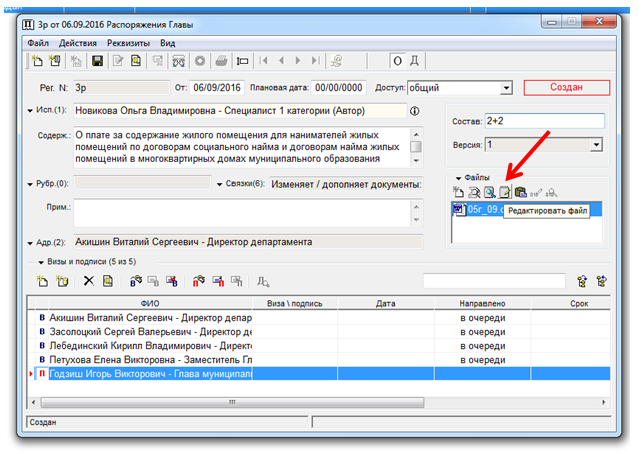 3р от 06.09.2016 Распоряжения Главы
Файл Действия Реквизиты Вид
О Д
Рег. N: 3р От: 06/09/2016 Плановая дата: 00/00/0000 Доступ: общий Создан
Исп.(1): Новикова Ольга Владимировна - Специалист 1 категории (Автор)
Состав: 2+2
Содерж.: О плате за содержание жилого помещения для нанимателей жилых
помещений по договорам социального найма и договорам найма жилых
помещений в многоквартирных домах муниципального образования
Версия: 1
Файлы
Рубр.(0): Связки(6): Изменяет / дополняет документы:
05г_09.
Редактировать файл
Прим.:
Адр.(2): Акишин Виталий Сергеевич - Директор департамента
Визы и подписи (5 из 5)
ФИО Виза \ подпись Дата Направлено Срок
В Акишин Виталий Сергеевич - Директор депар в очереди
В Засолоцкий Сергей Валерьевич - Директор де в очереди
В Лебединский Кирилл Владимирович - Директ в очереди
В Петухова Елена Викторовна - Заместитель Гл в очереди
П Годзиш Игорь Викторович - Глава муниципал в очереди
Создан